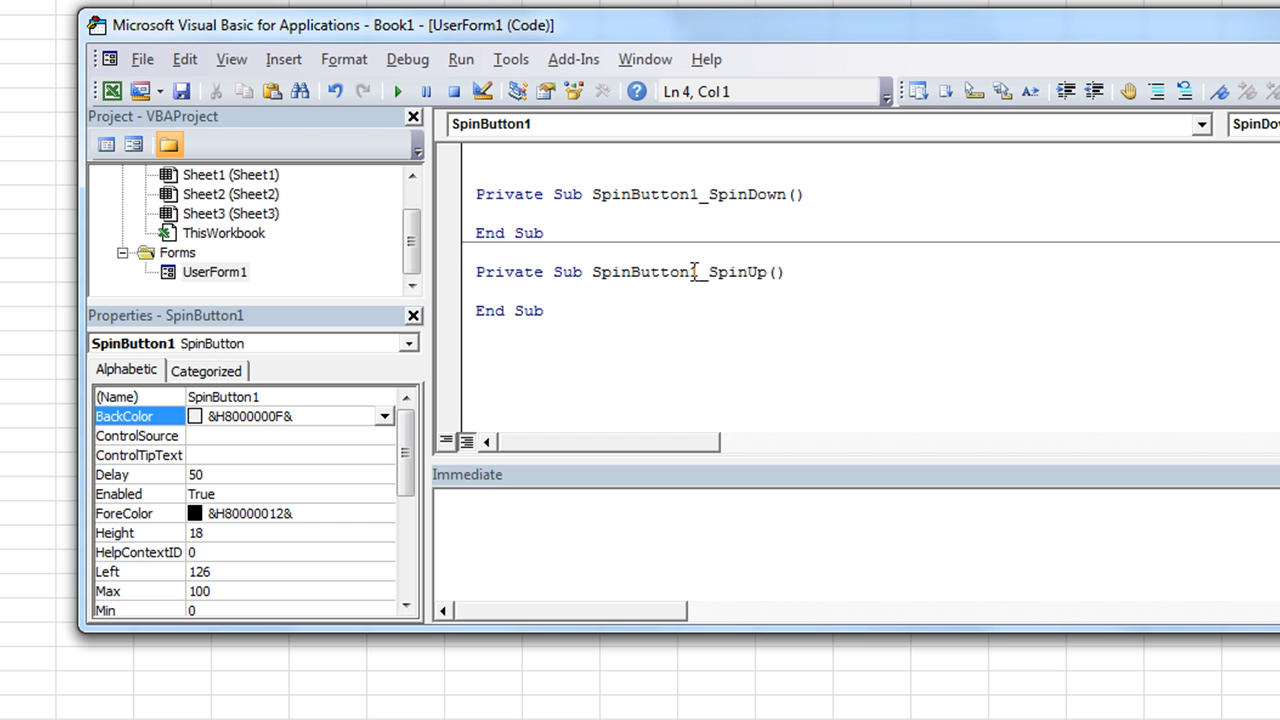 Microsoft Visual Basic for Applications - Book1 - [UserForm1 (Code)]
File Edit View Insert Format Debug Run Tools Add-Ins Window Help
Ln 4, Col 1
Project - VBAProject
Sheet1 (Sheet1)
Sheet2 (Sheet2)
Sheet3 (Sheet3)
ThisWorkbook
Forms
UserForm1
Properties - SpinButton1
SpinButton1 SpinButton
Alphabetic Categorized
(Name) SpinButton1
BackColor &H8000000F&
ControlSource
ControlTipText
Delay 50
Enabled True
ForeColor &H80000012&
Height 18
HelpContextID 0
Left 126
Max 100
Min 0
SpinButton1 SpinDo
Private Sub SpinButton1_SpinDown()
End Sub
Private Sub SpinButton1_SpinUp()
End Sub
Immediate